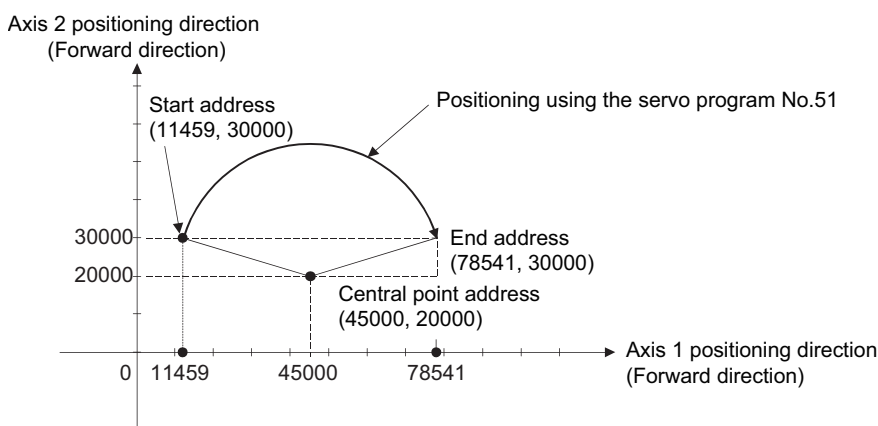 Axis 2 positioning direction
(Forward direction)
Start address
(11459, 30000)
Positioning using the servo program No.51
30000
End address
(78541, 30000)
20000
Central point address
(45000, 20000)
Axis 1 positioning direction
(Forward direction)
0
11459
45000
78541